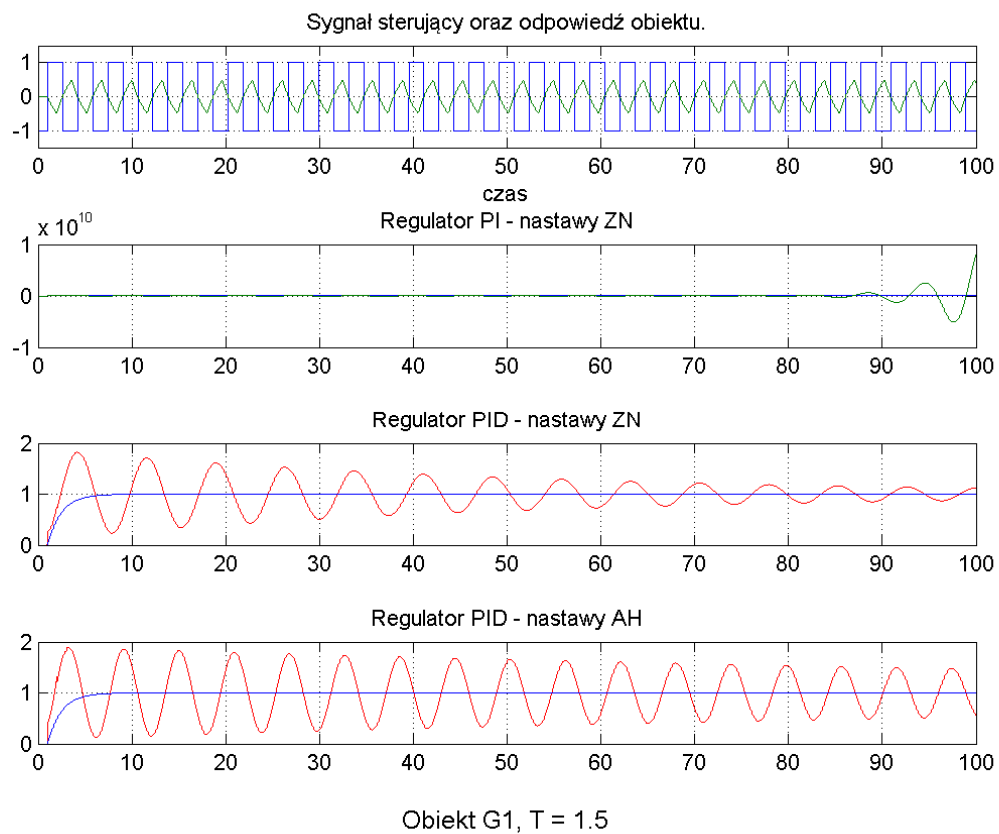 Sygnał sterujący oraz odpowiedź obiektu.
1
0
-1
0 10 20 30 40 50 60 70 80 90 100
czas
Regulator PI - nastawy ZN
x 10^10
1
0
-1
0 10 20 30 40 50 60 70 80 90 100
Regulator PID - nastawy ZN
2
1
0
0 10 20 30 40 50 60 70 80 90 100
Regulator PID - nastawy AH
2
1
0
0 10 20 30 40 50 60 70 80 90 100
Obiekt G1, T = 1.5